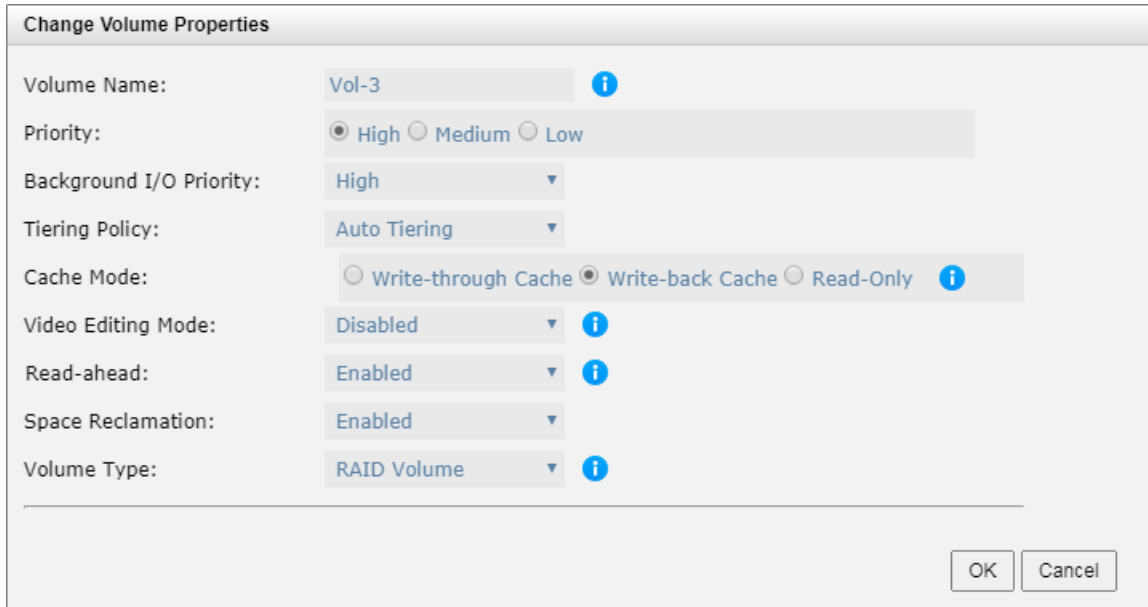 Change Volume Properties
Volume Name: Vol-3
Priority: High Medium Low
Background I/O Priority: High
Tiering Policy: Auto Tiering
Cache Mode: Write-through Cache Write-back Cache Read-Only
Video Editing Mode: Disabled
Read-ahead: Enabled
Space Reclamation: Enabled
Volume Type: RAID Volume
OK Cancel